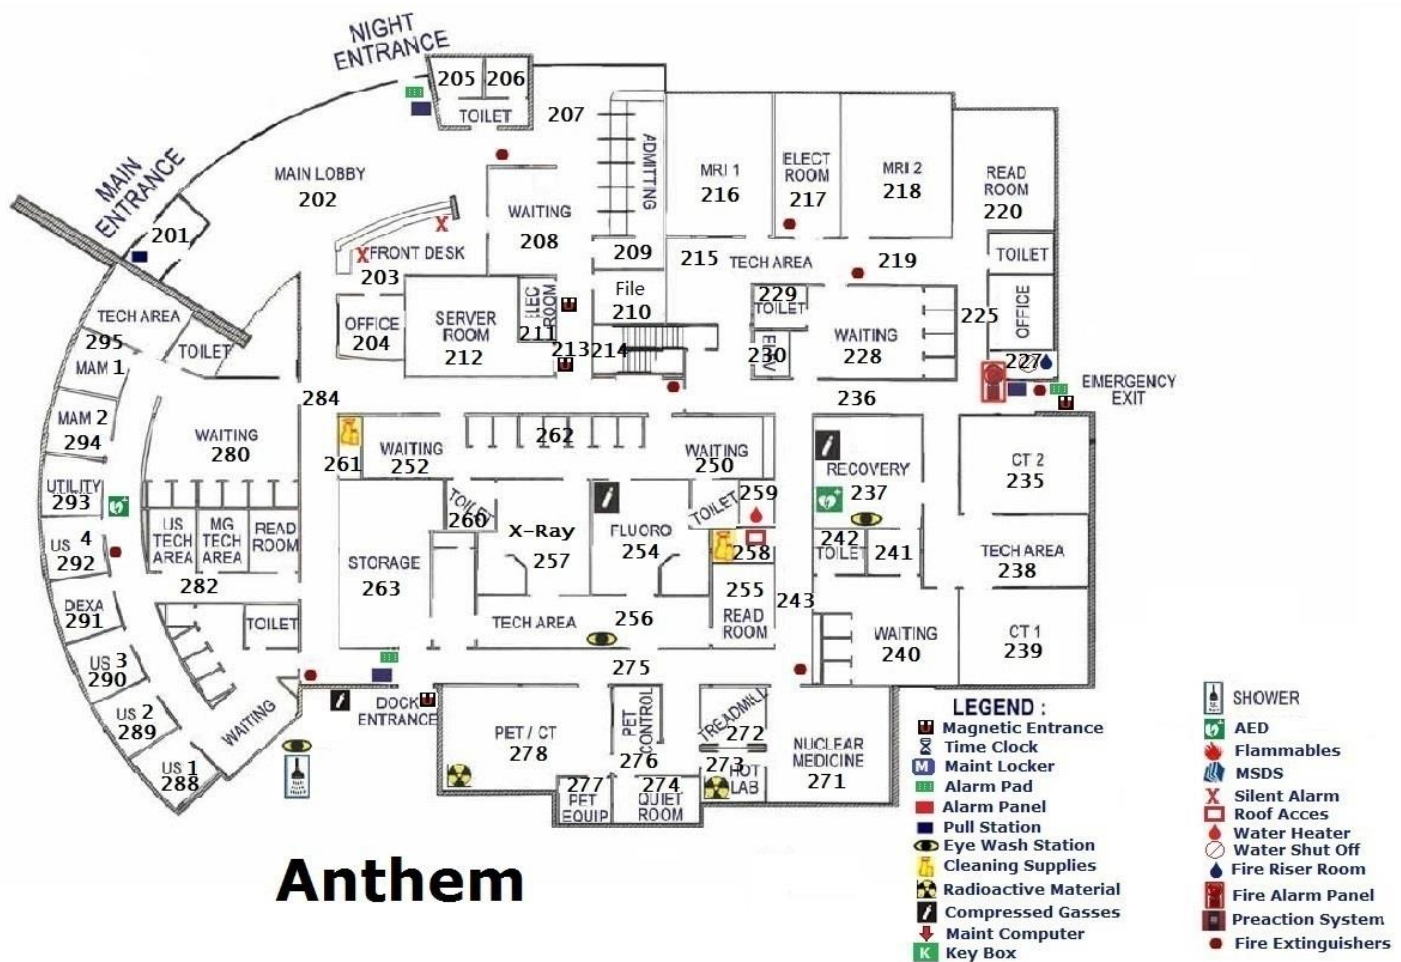 NIGHT
ENTRANCE
205 206
TOILET
207
MAIN
ENTRANCE
MAIN LOBBY
202
201
ADMITTING
MRI 1
216
ELECT
ROOM
217
MRI 2
218
READ
ROOM
220
WAITING
208
X
X FRONT DESK
203
209
215 TECH AREA 219
TOILET
File
210
OFFICE
204
SERVER
ROOM
212
ELEC
ROOM
211
213 214
229
TOILET
230
ELEV
WAITING
228
225
OFFICE
227
TECH AREA
295
TOILET
MAM 1
284
236
EMERGENCY
EXIT
MAM 2
294
WAITING
280
261
WAITING
252
262
WAITING
250
RECOVERY
237
CT 2
235
UTILITY
293
TOILET
260
X-Ray
257
FLUORO
254
TOILET
259
258
US
TECH
AREA
MG
TECH
AREA
READ
ROOM
US 4
292
242
TOILET
241
TECH AREA
238
STORAGE
263
282
255
READ
ROOM
243
DEXA
291
TOILET
TECH AREA
256
WAITING
240
CT 1
239
US 3
290
275
US 2
289
WAITING
DOCK
ENTRANCE
US 1
288
PET / CT
278
PET
CONTROL
276
TREADMILL
272
273
HOT
LAB
NUCLEAR
MEDICINE
271
277
PET
EQUIP
274
QUIET
ROOM
Anthem
LEGEND :
Magnetic Entrance
Time Clock
M Maint Locker
Alarm Pad
Alarm Panel
Pull Station
Eye Wash Station
Cleaning Supplies
Radioactive Material
Compressed Gasses
Maint Computer
K Key Box
SHOWER
AED
Flammables
MSDS
X Silent Alarm
Roof Acces
Water Heater
Water Shut Off
Fire Riser Room
Fire Alarm Panel
Preaction System
Fire Extinguishers